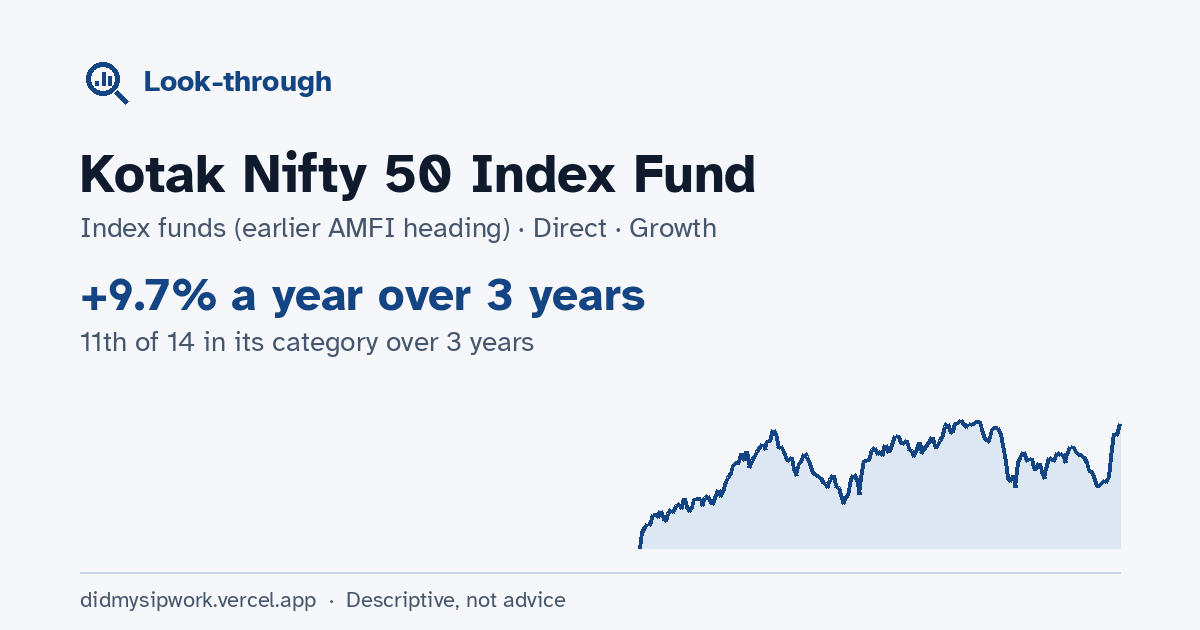 Look-through
Kotak Nifty 50 Index Fund
Index funds (earlier AMFI heading) · Direct · Growth
+9.7% a year over 3 years
11th of 14 in its category over 3 years
didmysipwork.vercel.app · Descriptive, not advice